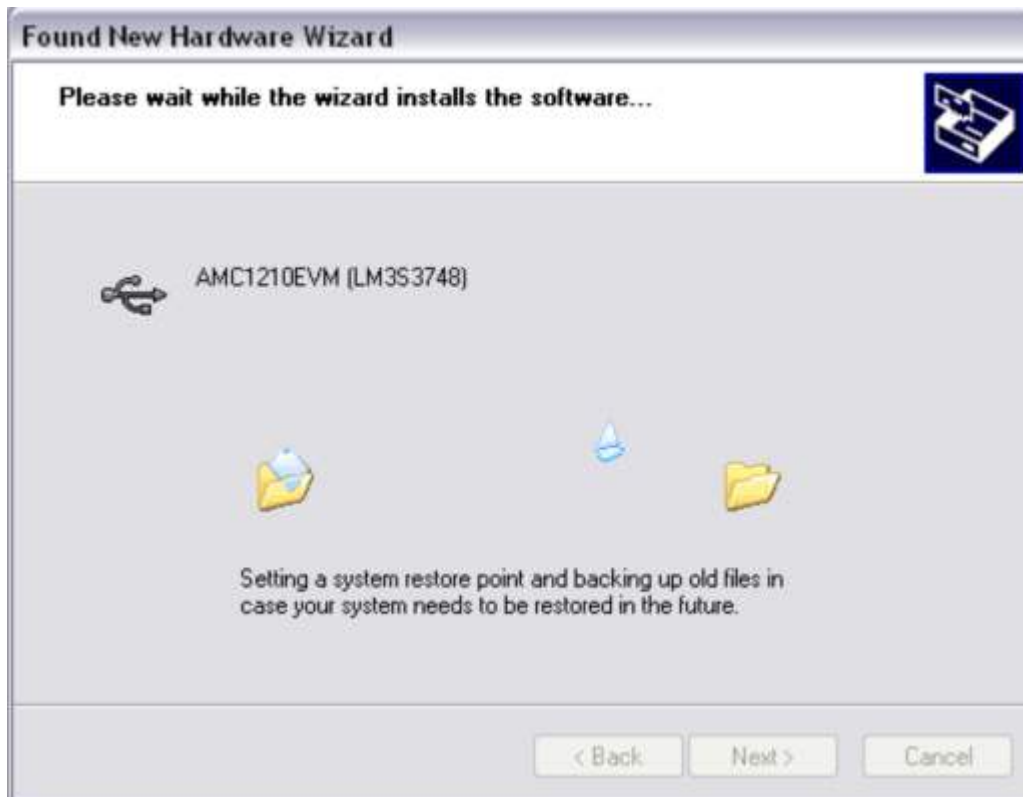 Found New Hardware Wizard
Please wait while the wizard installs the software...
AMC1210EVM (LM3S3748)
Setting a system restore point and backing up old files in
case your system needs to be restored in the future.
< Back
Next >
Cancel